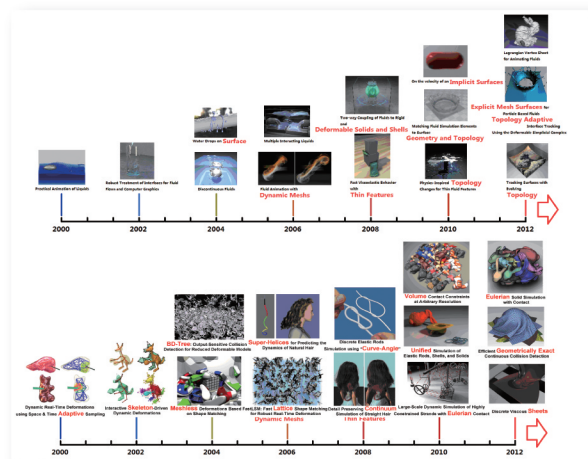 Lagrangian Vortex Sheet
for Animating Fluids
On the velocity of an Implicit Surfaces
Explicit Mesh Surfaces for
Particle Based Fluids
Two-way Coupling of Fluids to Rigid
and
Deformable Solids and Shells
Matching Fluid Simulation Elements
to Surface
Geometry and Topology
Topology Adaptive
Interface Tracking
Using the Deformable Simplicial Complex
Water Drops on Surface
Multiple Interacting Liquids
Practical Animation of Liquids
Robust Treatment of Interfaces for Fluid
Flows and Computer Graphics
Discontinuous Fluids
Fluid Animation with
Dynamic Meshes
Fast Viscoelastic Behavior
with
Thin Features
Physics-Inspired Topology
Changes for Thin Fluid Features
Tracking Surfaces with
Evolving
Topology
2000
2002
2004
2006
2008
2010
2012
BD-Tree: Output-Sensitive Collision
Detection for Reduced Deformable Models
Super-Helices for Predicting the
Dynamics of Natural Hair
Discrete Elastic Rods
Simulation using "Curve-Angle"
Volume Contact Constraints
at Arbitrary Resolution
Eulerian Solid Simulation
with Contact
Unified Simulation of
Elastic Rods, Shells, and Solids
Efficient Geometrically Exact
Continuous Collision Detection
Dynamic Real-Time Deformations
using Space & Time Adaptive Sampling
Interactive Skeleton-driven
Dynamic Deformations
Meshless Deformations Based
on Shape Matching
FastLSM: Fast Lattice Shape Matching
for Robust Real-Time Deformation
Dynamic Meshes
Detail Preserving Continuum
Simulation of Straight Hair
Thin Features
Large-Scale Dynamic Simulation of Highly
Constrained Strands with Eulerian Contact
Discrete Viscous Sheets
2000
2002
2004
2006
2008
2010
2012